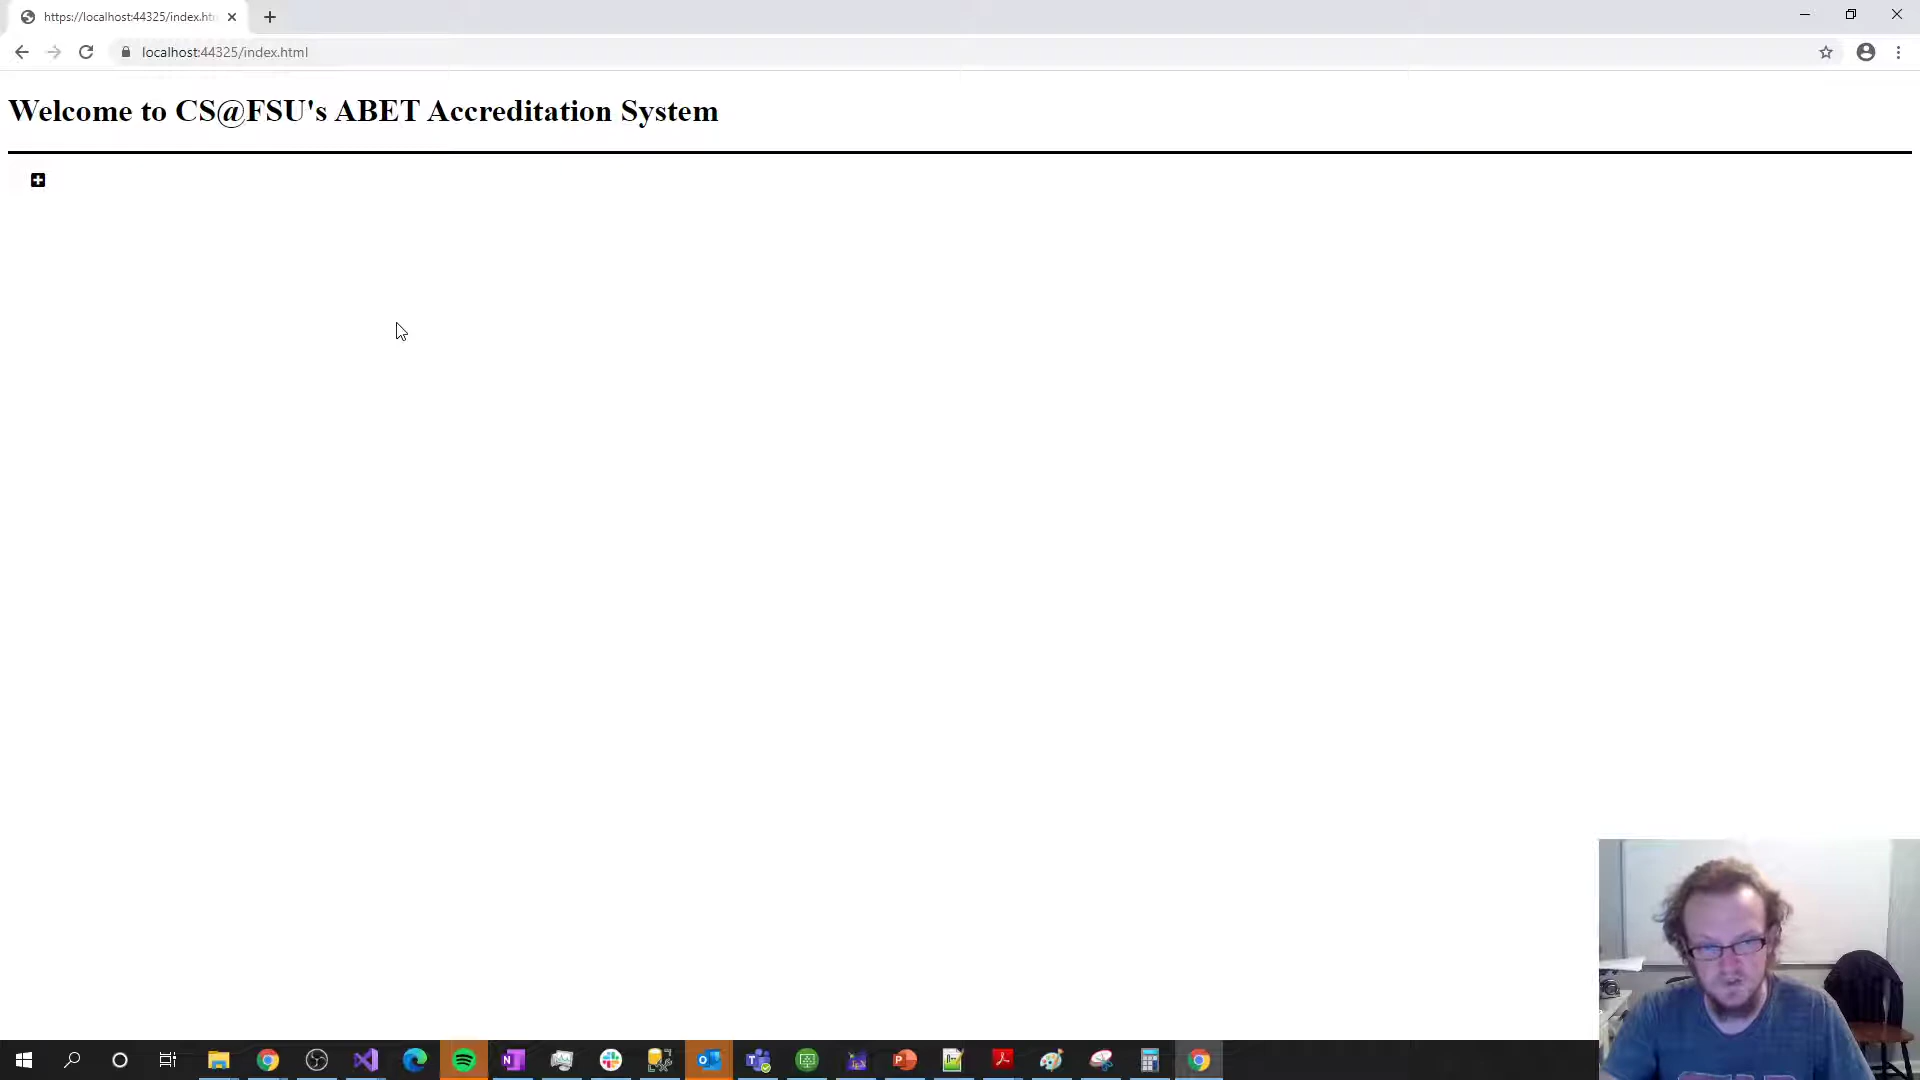 https://localhost:44325/index.ht
localhost:44325/index.html
Welcome to CS@FSU's ABET Accreditation System